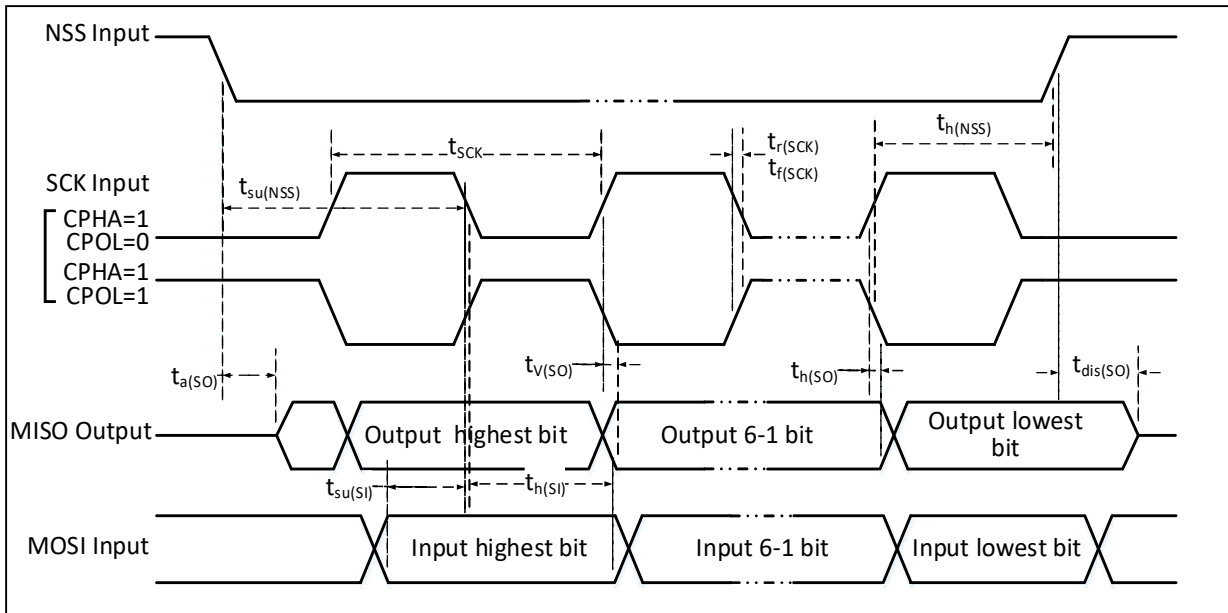 NSS Input
th(NSS)
tSCK
tr(SCK)
tf(SCK)
SCK Input
tsu(NSS)
CPHA=1
CPOL=0
CPHA=1
CPOL=1
ta(SO)
tV(SO)
th(SO)
tdis(SO)
MISO Output
Output highest bit
Output 6-1 bit
Output lowest
bit
tsu(SI)
th(SI)
MOSI Input
Input highest bit
Input 6-1 bit
Input lowest bit